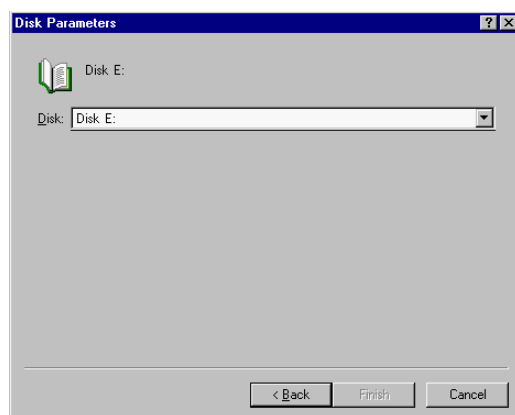 Disk Parameters
Disk E:
Disk: Disk E:
< Back Finish Cancel